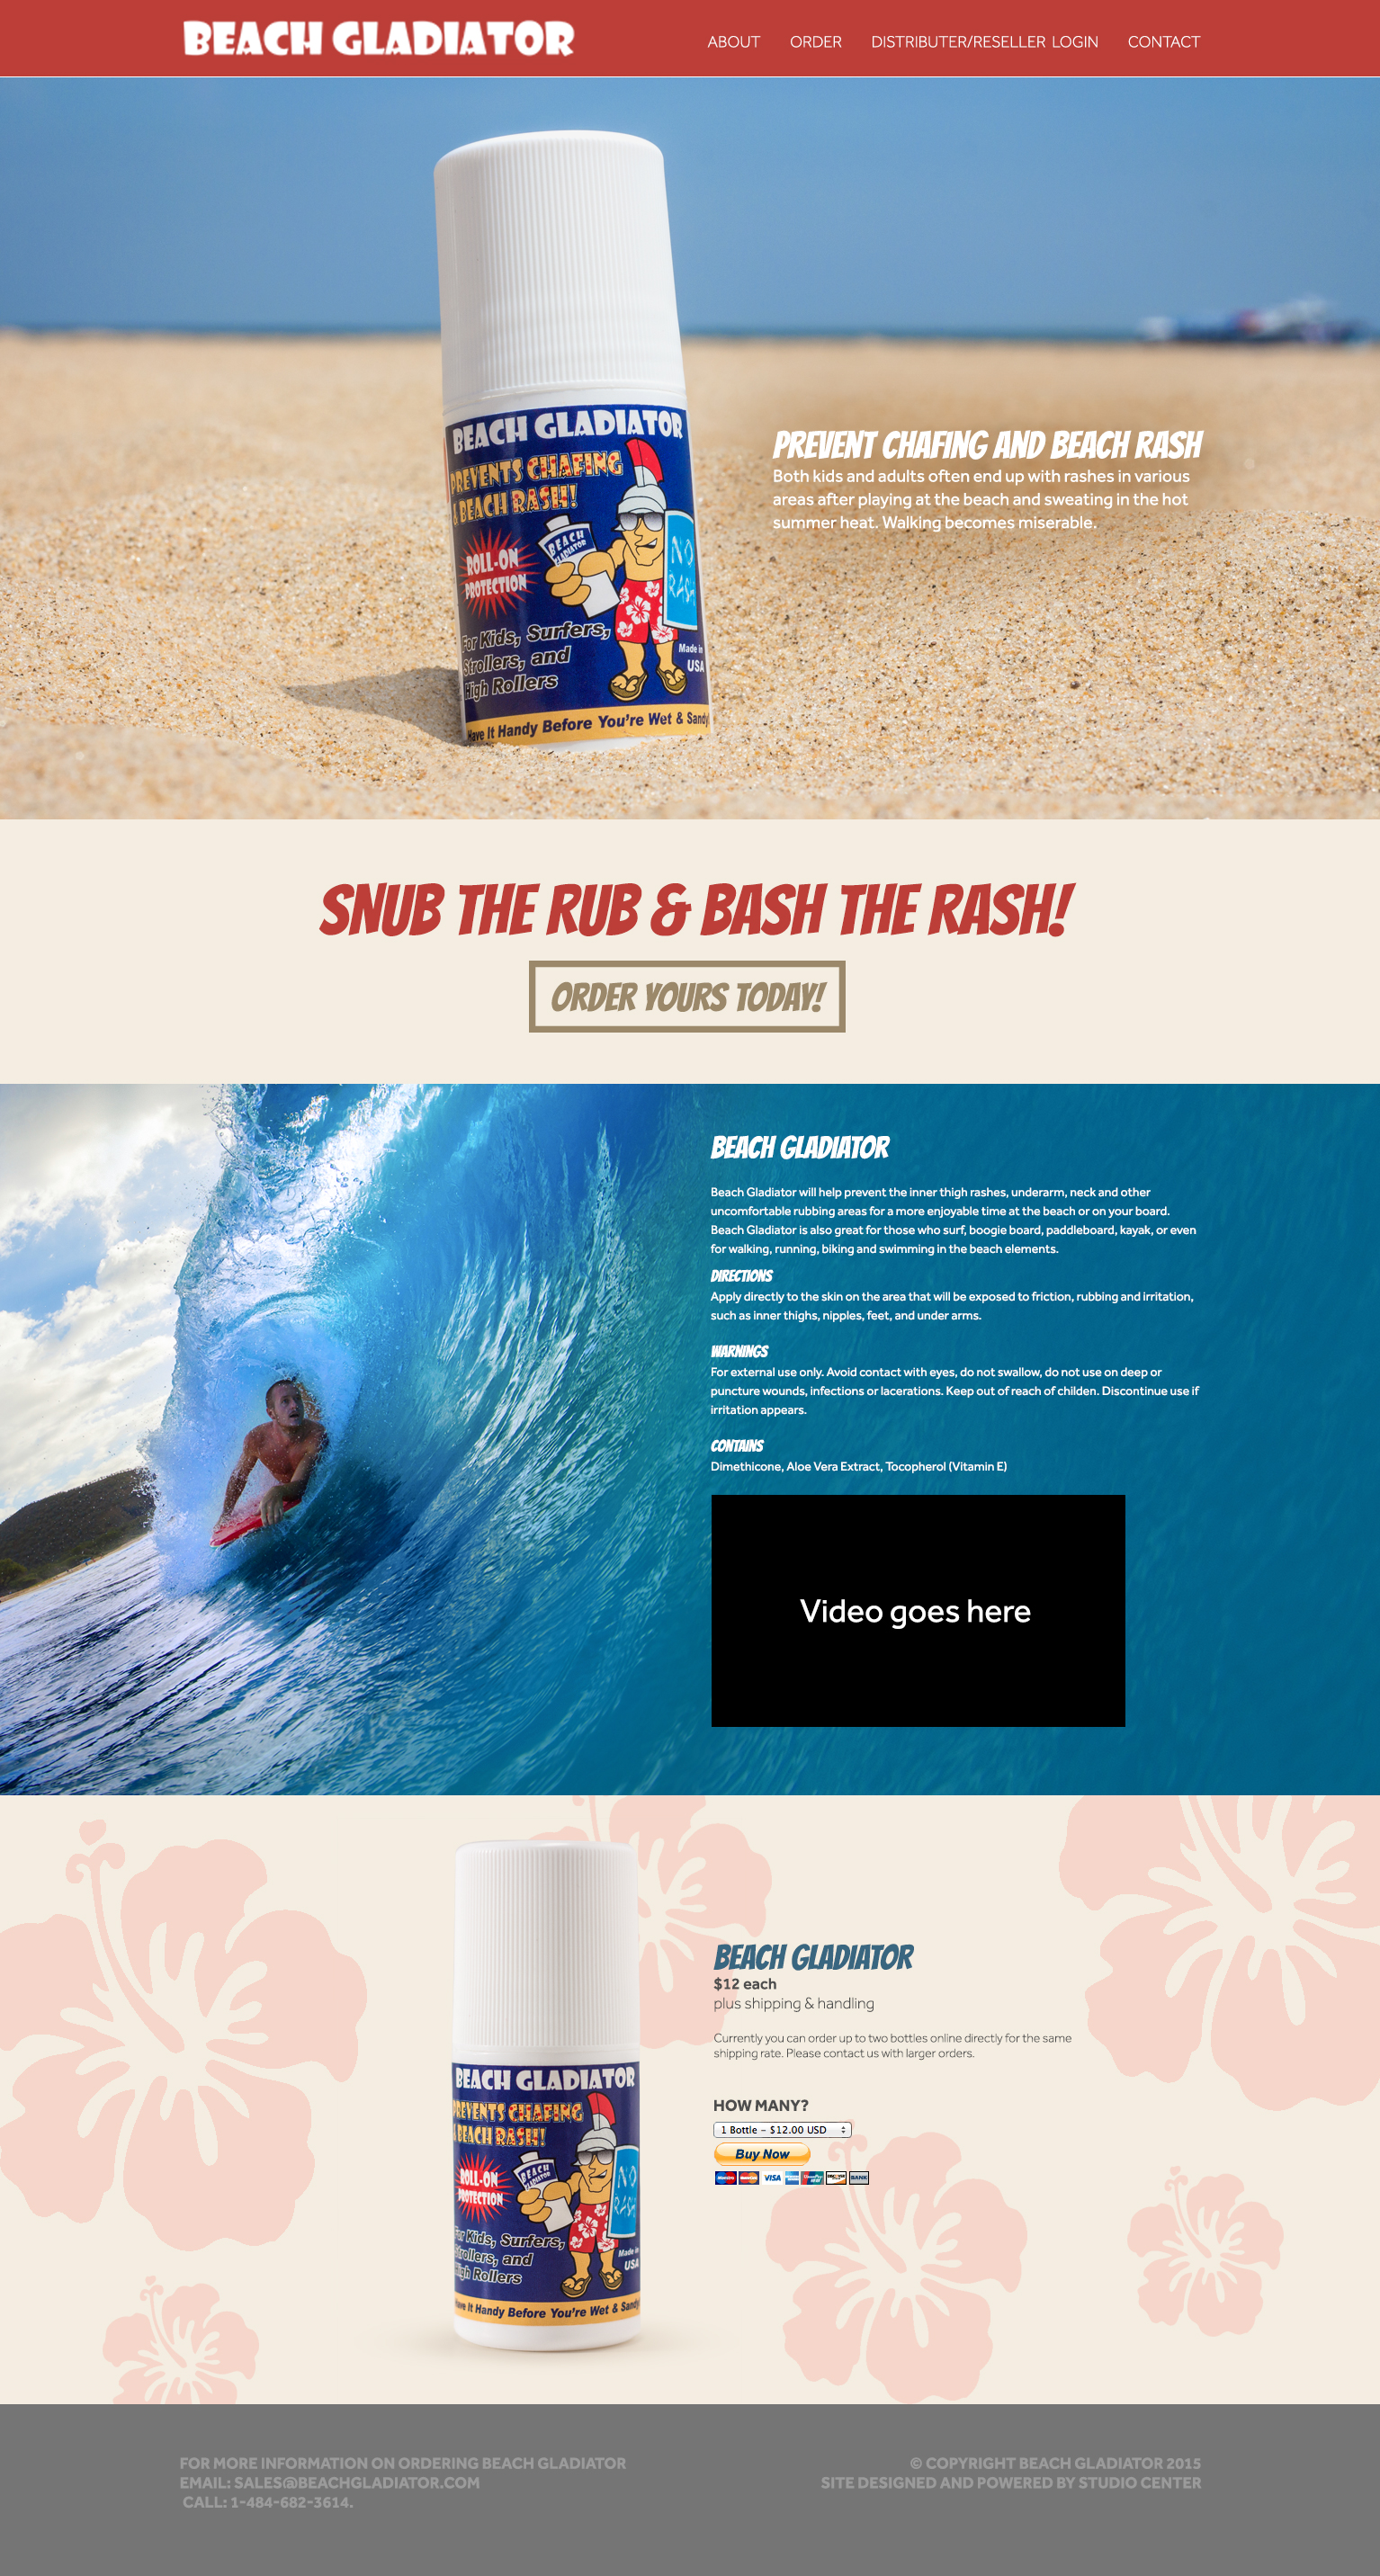 BEACH GLADIATOR
ABOUT
ORDER
DISTRIBUTER/RESELLER LOGIN
CONTACT
BEACH GLADIATOR
PREVENTS CHAFING
& BEACH RASH!
BEACH
GLADIATOR
NO
RASH
ROLL-ON
PROTECTION
For Kids, Surfers,
Strollers, and
High Rollers
Made in
USA
Have It Handy Before You're Wet & Sandy
PREVENT CHAFING AND BEACH RASH
Both kids and adults often end up with rashes in various
areas after playing at the beach and sweating in the hot
summer heat. Walking becomes miserable.
SNUB THE RUB & BASH THE RASH!
ORDER YOURS TODAY!
BEACH GLADIATOR
Beach Gladiator will help prevent the inner thigh rashes, underarm, neck and other
uncomfortable rubbing areas for a more enjoyable time at the beach or on your board.
Beach Gladiator is also great for those who surf, boogie board, paddleboard, kayak, or even
for walking, running, biking and swimming in the beach elements.
DIRECTIONS
Apply directly to the skin on the area that will be exposed to friction, rubbing and irritation,
such as inner thighs, nipples, feet, and under arms.
WARNINGS
For external use only. Avoid contact with eyes, do not swallow, do not use on deep or
puncture wounds, infections or lacerations. Keep out of reach of childen. Discontinue use if
irritation appears.
CONTAINS
Dimethicone, Aloe Vera Extract, Tocopherol (Vitamin E)
Video goes here
BEACH GLADIATOR
PREVENTS CHAFING
& BEACH RASH!
BEACH
GLADIATOR
NO
RASH
ROLL-ON
PROTECTION
For Kids, Surfers,
Strollers, and
High Rollers
Made in
USA
Have It Handy Before You're Wet & Sandy
BEACH GLADIATOR
$12 each
plus shipping & handling
Currently you can order up to two bottles online directly for the same
shipping rate. Please contact us with larger orders.
HOW MANY?
1 Bottle - $12.00 USD
Buy Now
VISA
BANK
FOR MORE INFORMATION ON ORDERING BEACH GLADIATOR
EMAIL: SALES@BEACHGLADIATOR.COM
CALL: 1-484-682-3614.
© COPYRIGHT BEACH GLADIATOR 2015
SITE DESIGNED AND POWERED BY STUDIO CENTER